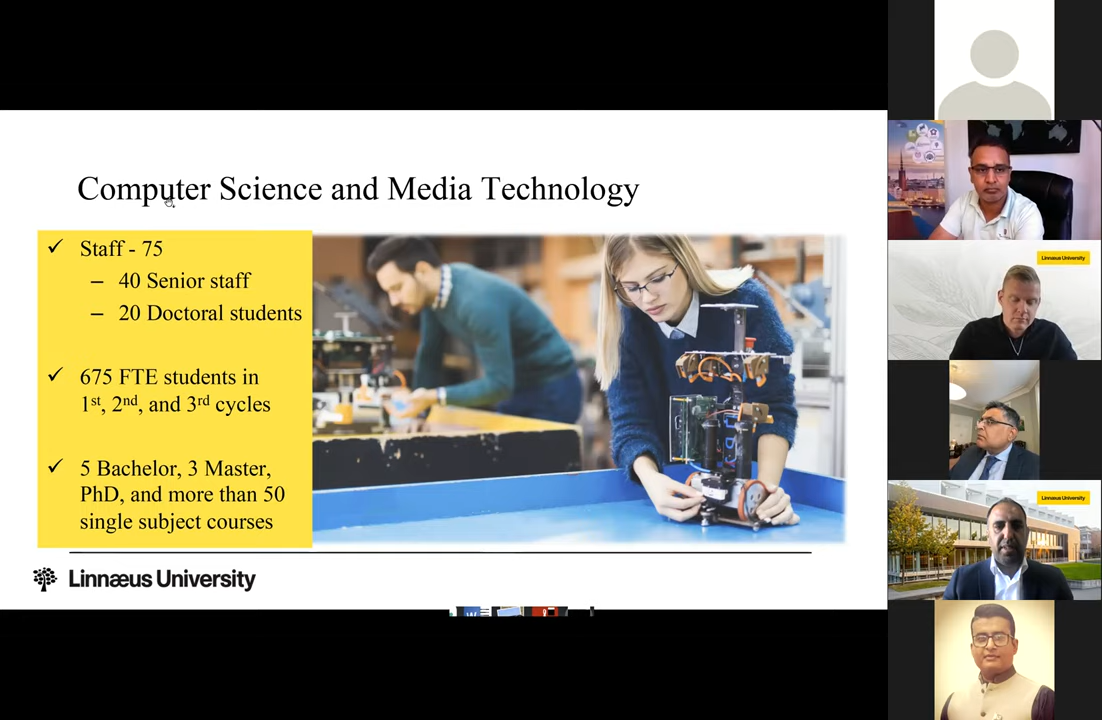 Computer Science and Media Technology
✓ Staff - 75
– 40 Senior staff
– 20 Doctoral students
✓ 675 FTE students in
1st, 2nd, and 3rd cycles
✓ 5 Bachelor, 3 Master,
PhD, and more than 50
single subject courses
Linnæus University
Linnæus University
Linnæus University